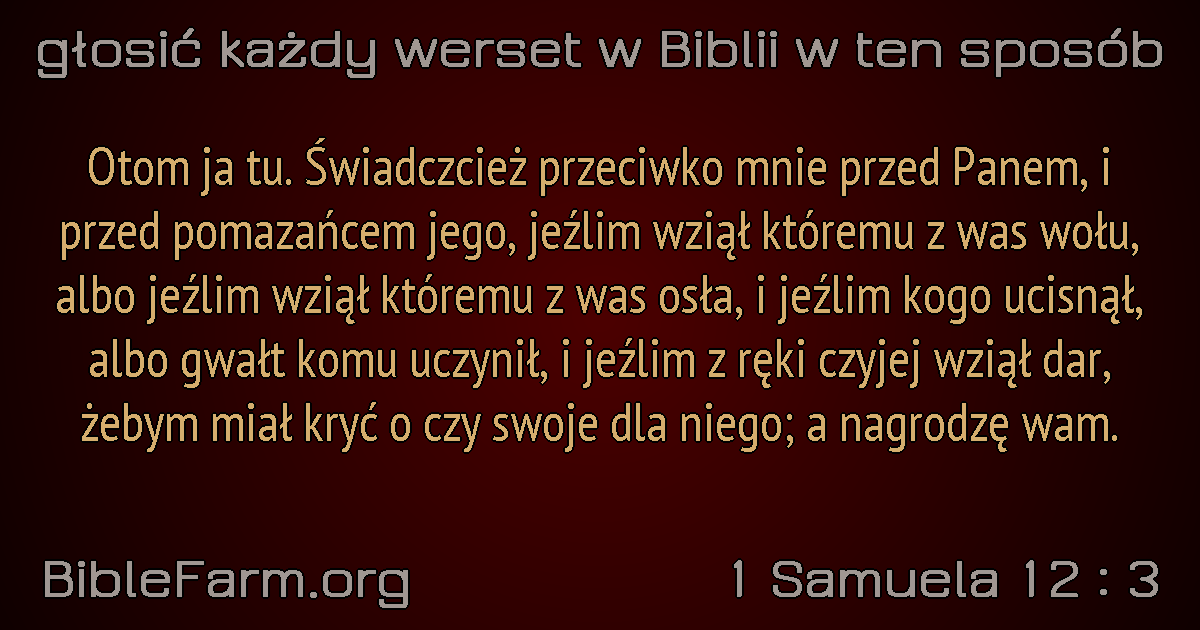 głosić każdy werset w Biblii w ten sposób
Otom ja tu. Świadczcież przeciwko mnie przed Panem, i
przed pomazańcem jego, jeźlim wziął któremu z was wołu,
albo jeźlim wziął któremu z was osła, i jeźlim kogo ucisnął,
albo gwałt komu uczynił, i jeźlim z ręki czyjej wziął dar,
żebym miał kryć o czy swoje dla niego; a nagrodzę wam.
BibleFarm.org
1 Samuela 12 : 3